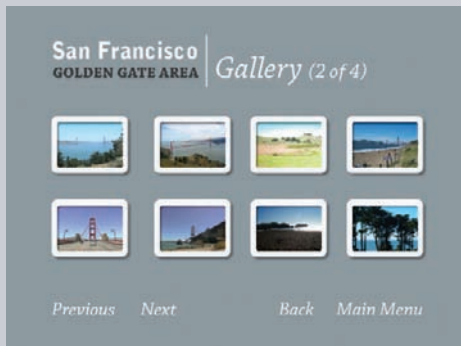 San Francisco
GOLDEN GATE AREA
Gallery (2 of 4)
Previous Next Back Main Menu